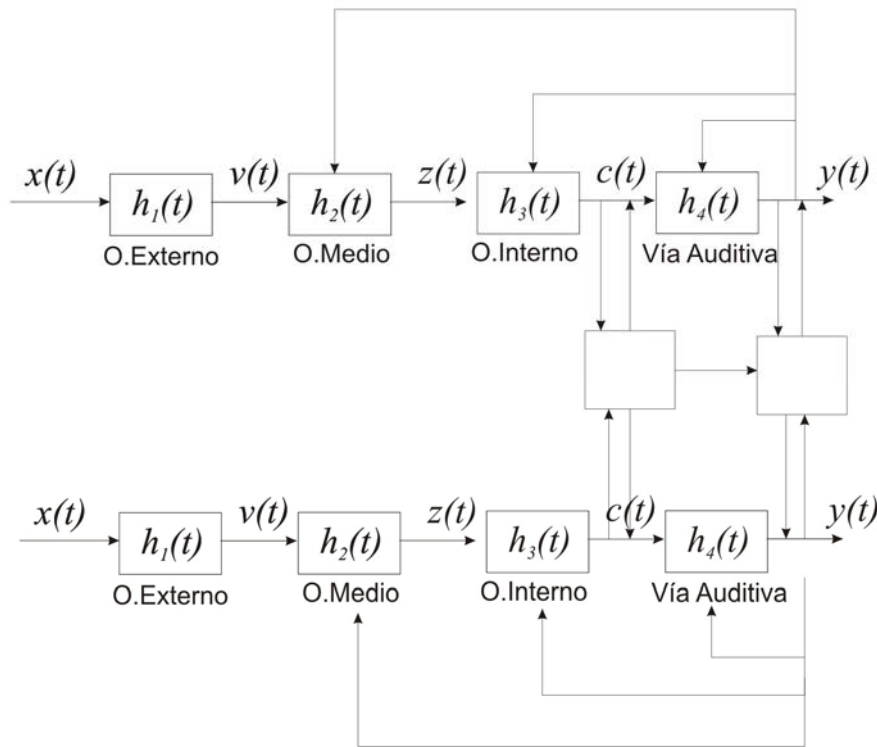 x(t) v(t) z(t) c(t) y(t)
h₁(t) h₂(t) h₃(t) h₄(t)
O.Externo O.Medio O.Interno Vía Auditiva
x(t) v(t) z(t) c(t) y(t)
h₁(t) h₂(t) h₃(t) h₄(t)
O.Externo O.Medio O.Interno Vía Auditiva